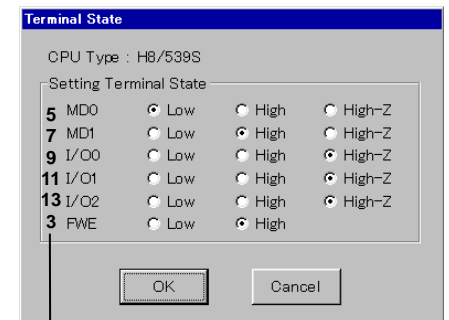 Terminal State
CPU Type : H8/539S
Setting Terminal State
5 MD0 Low High High-Z
7 MD1 Low High High-Z
9 I/O0 Low High High-Z
11 I/O1 Low High High-Z
13 I/O2 Low High High-Z
3 FWE Low High
OK Cancel